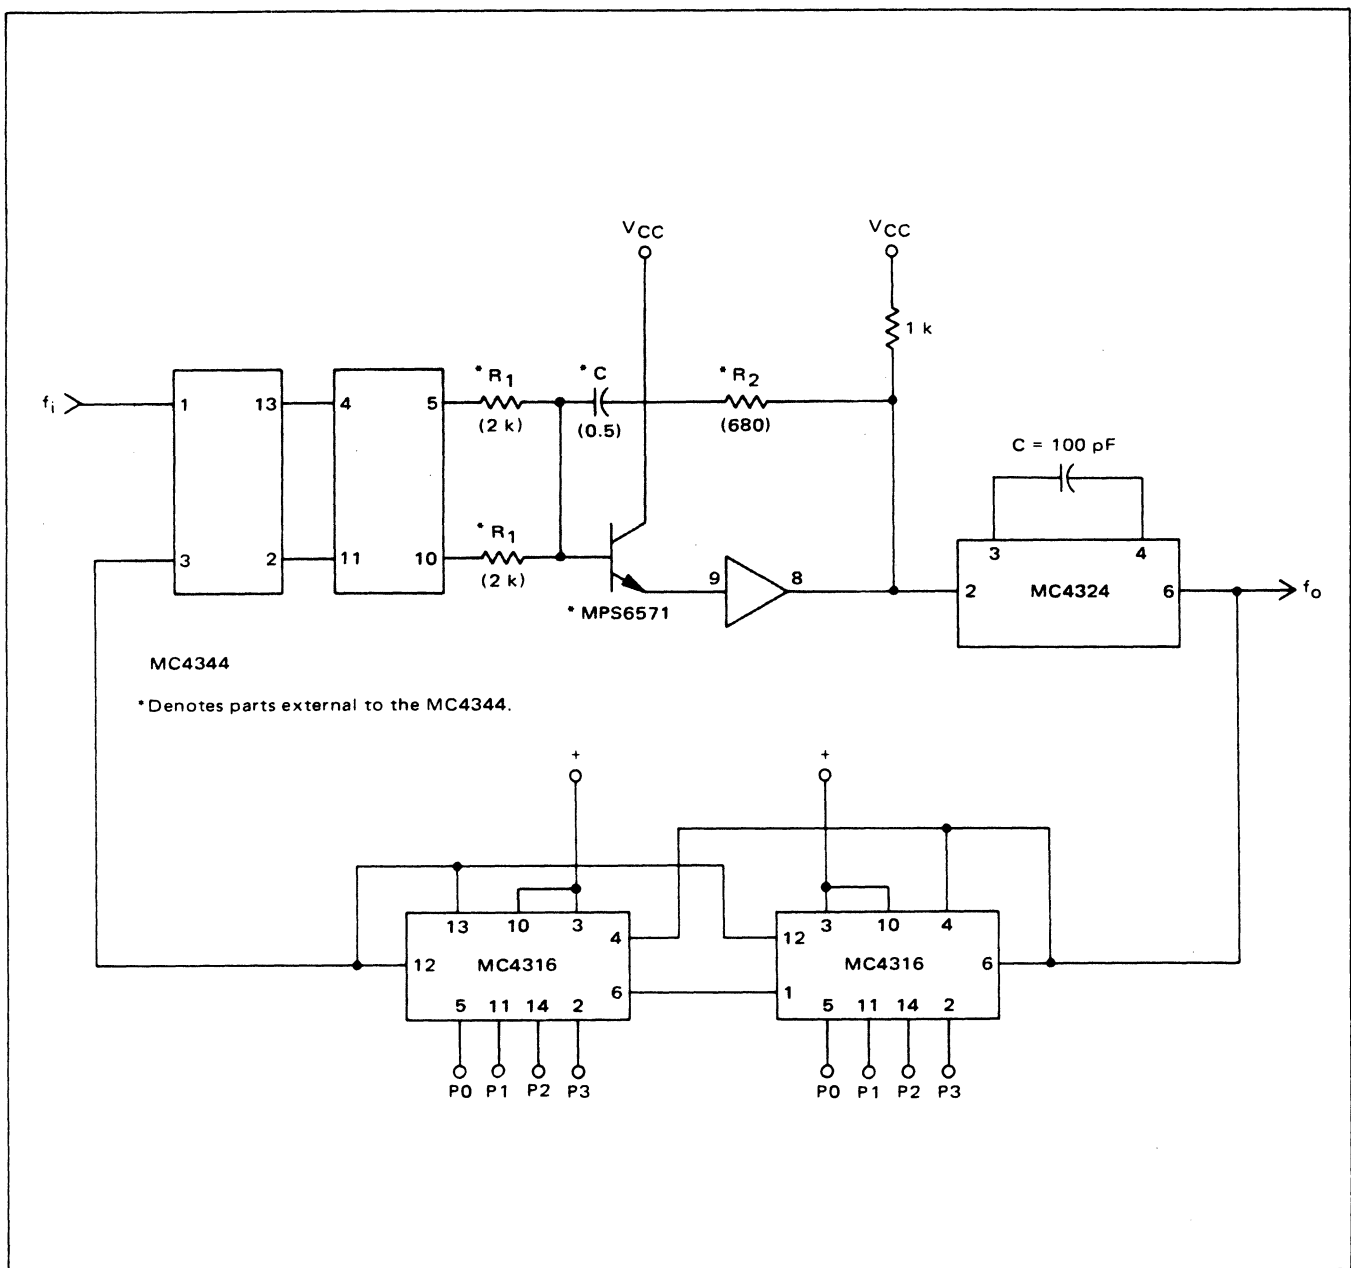 VCC VCC
1 k
*R1 *C *R2
fi 1 13 4 5
(2 k) (0.5) (680)
C = 100 pF
*R1
3 2 11 10 3 4
(2 k) 9 8 2 MC4324 6 fo
*MPS6571
MC4344
*Denotes parts external to the MC4344.
+ +
13 10 3 3 10 4
4 12
12 MC4316 MC4316 6
6 1
5 11 14 2 5 11 14 2
P0 P1 P2 P3 P0 P1 P2 P3